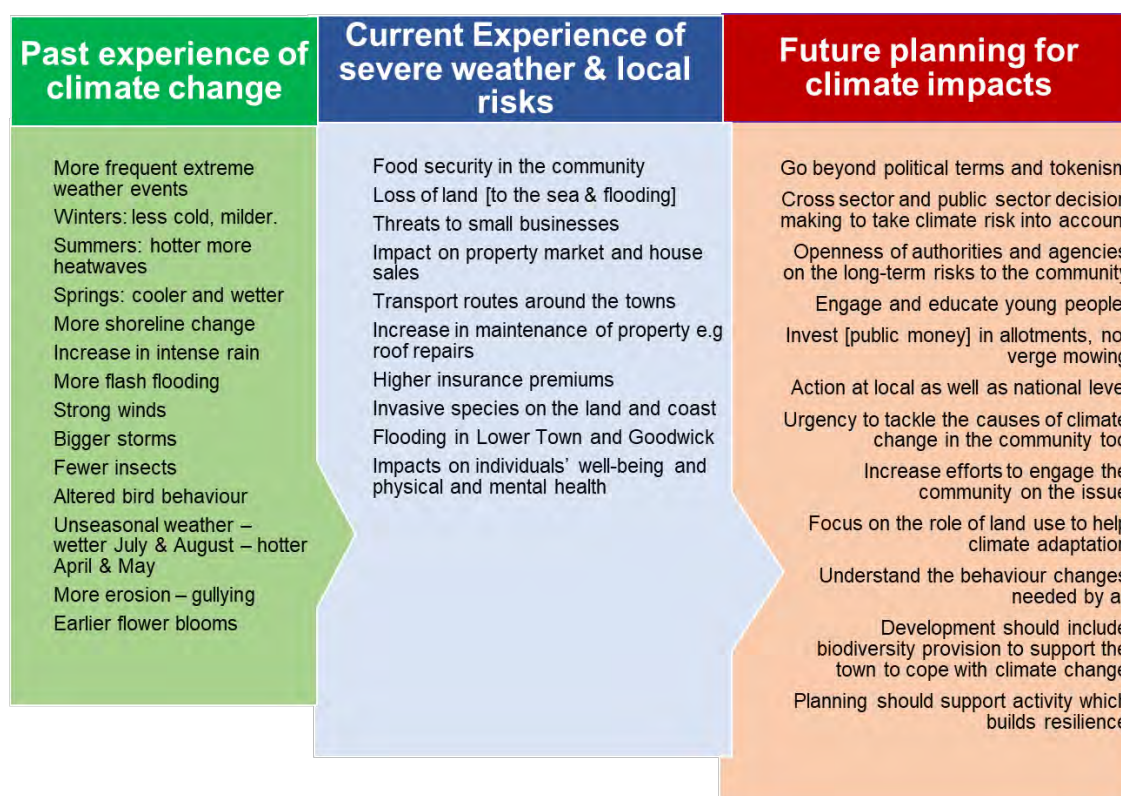 Past experience of
climate change
Current Experience of
severe weather & local
risks
Future planning for
climate impacts
More frequent extreme
weather events
Winters: less cold, milder.
Summers: hotter more
heatwaves
Springs: cooler and wetter
More shoreline change
Increase in intense rain
More flash flooding
Strong winds
Bigger storms
Fewer insects
Altered bird behaviour
Unseasonal weather –
wetter July & August – hotter
April & May
More erosion – gullying
Earlier flower blooms
Food security in the community
Loss of land [to the sea & flooding]
Threats to small businesses
Impact on property market and house
sales
Transport routes around the towns
Increase in maintenance of property e.g
roof repairs
Higher insurance premiums
Invasive species on the land and coast
Flooding in Lower Town and Goodwick
Impacts on individuals’ well-being and
physical and mental health
Go beyond political terms and tokenism
Cross sector and public sector decision
making to take climate risk into accoun
Openness of authorities and agencies
on the long-term risks to the community
Engage and educate young people
Invest [public money] in allotments, no
verge mowing
Action at local as well as national leve
Urgency to tackle the causes of climate
change in the community too
Increase efforts to engage the
community on the issue
Focus on the role of land use to help
climate adaptation
Understand the behaviour changes
needed by a
Development should include
biodiversity provision to support the
town to cope with climate change
Planning should support activity which
builds resilience